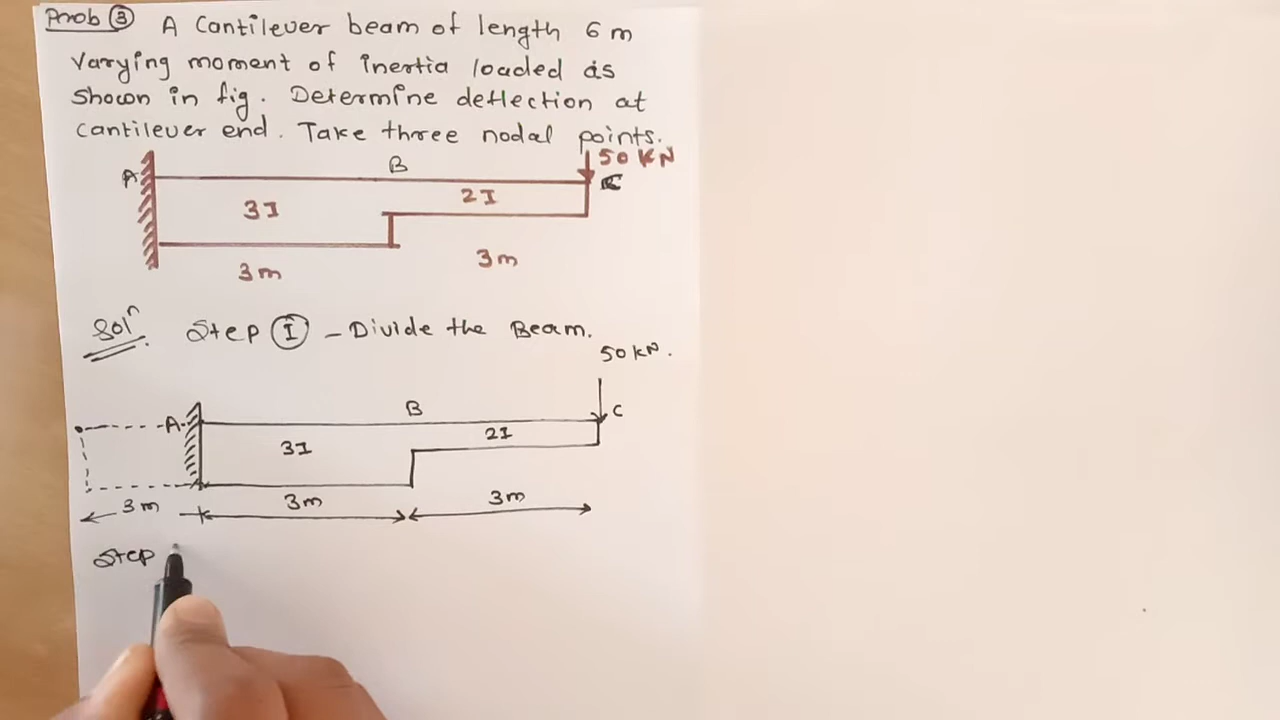 Prob ③ A Cantilever beam of length 6 m
Varying moment of inertia loaded as
Shown in fig. Determine deflection at
Cantilever end. Take three nodal points.
50 KN
A B C
3I 2I
3m 3m
Soln Step Ⓘ - Divide the Beam.
50 KN.
A B C
3I 2I
3m 3m 3m
Step